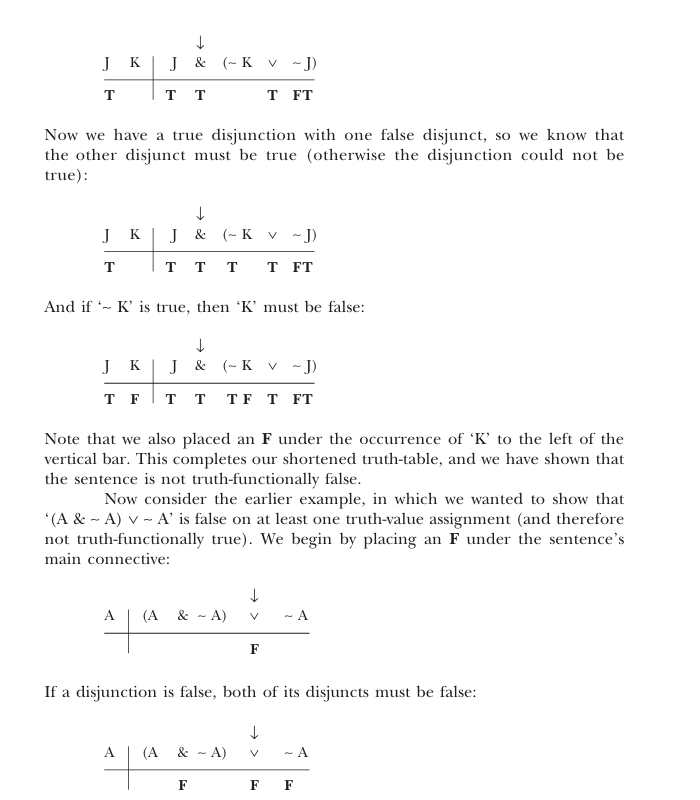 ↓
J K | J & (~ K ∨ ~ J)
T | T T T FT
Now we have a true disjunction with one false disjunct, so we know that
the other disjunct must be true (otherwise the disjunction could not be
true):
↓
J K | J & (~ K ∨ ~ J)
T | T T T T FT
And if ‘~ K’ is true, then ‘K’ must be false:
↓
J K | J & (~ K ∨ ~ J)
T F | T T T F T FT
Note that we also placed an F under the occurrence of ‘K’ to the left of the
vertical bar. This completes our shortened truth-table, and we have shown that
the sentence is not truth-functionally false.
Now consider the earlier example, in which we wanted to show that
‘(A & ~ A) ∨ ~ A’ is false on at least one truth-value assignment (and therefore
not truth-functionally true). We begin by placing an F under the sentence’s
main connective:
↓
A | (A & ~ A) ∨ ~ A
F
If a disjunction is false, both of its disjuncts must be false:
↓
A | (A & ~ A) ∨ ~ A
F F F